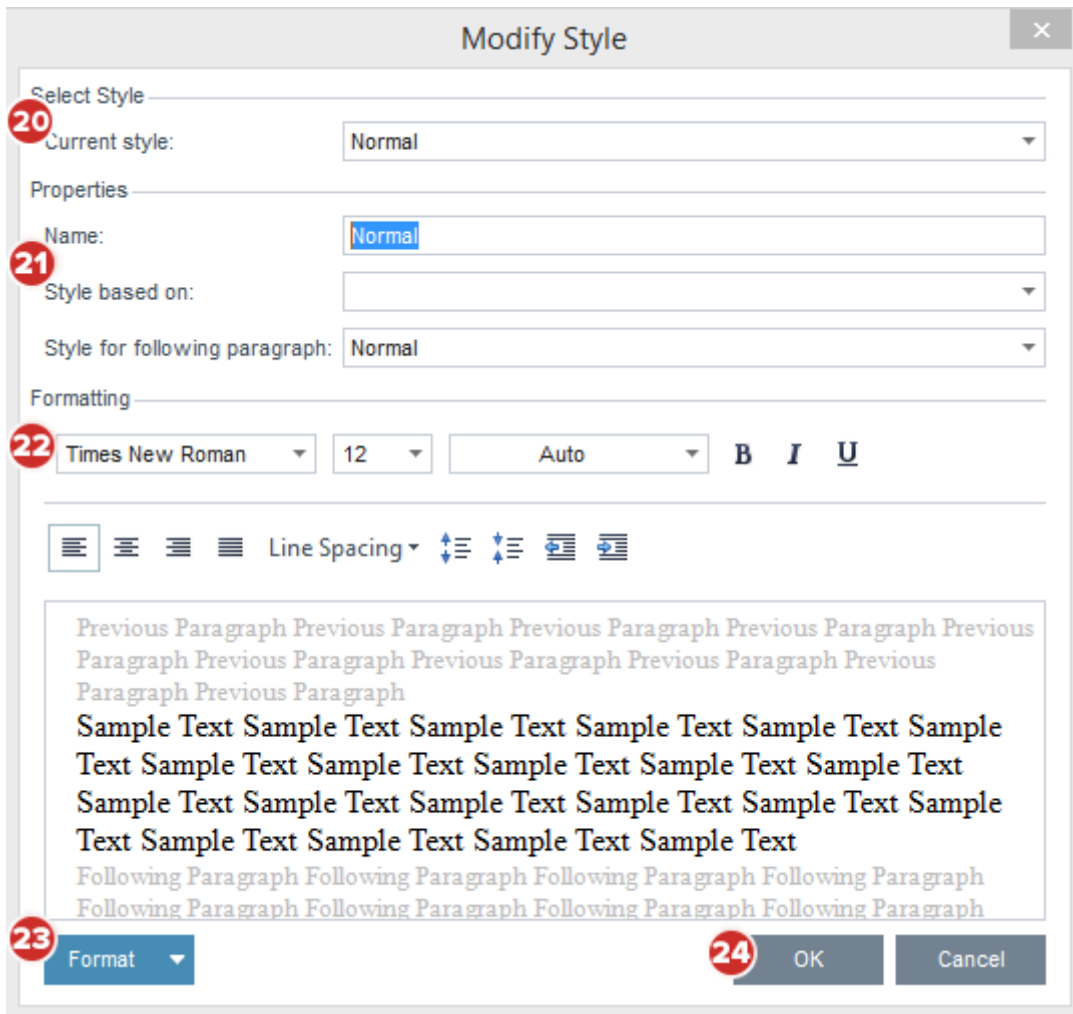 Modify Style
Select Style
20
Current style: Normal
Properties
Name: Normal
21
Style based on:
Style for following paragraph: Normal
Formatting
22 Times New Roman 12 Auto B I U
Line Spacing
Previous Paragraph Previous Paragraph Previous Paragraph Previous Paragraph Previous
Paragraph Previous Paragraph Previous Paragraph Previous Paragraph Previous
Paragraph Previous Paragraph
Sample Text Sample Text Sample Text Sample Text Sample Text Sample
Text Sample Text Sample Text Sample Text Sample Text Sample Text
Sample Text Sample Text Sample Text Sample Text Sample Text Sample
Text Sample Text Sample Text Sample Text Sample Text
Following Paragraph Following Paragraph Following Paragraph Following Paragraph
Following Paragraph Following Paragraph Following Paragraph Following Paragraph
23 Format 24 OK Cancel